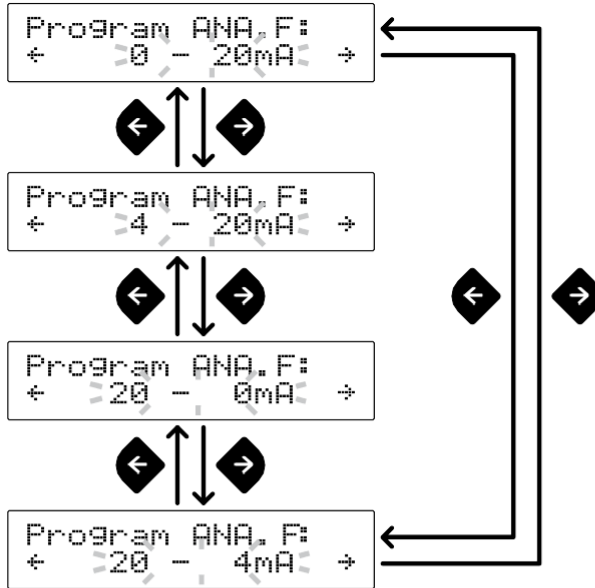 Program ANA.F:
← 0 - 20mA →
← →
Program ANA.F:
← 4 - 20mA →
← →
← →
Program ANA.F:
← 20 - 0mA →
← →
Program ANA.F:
← 20 - 4mA →